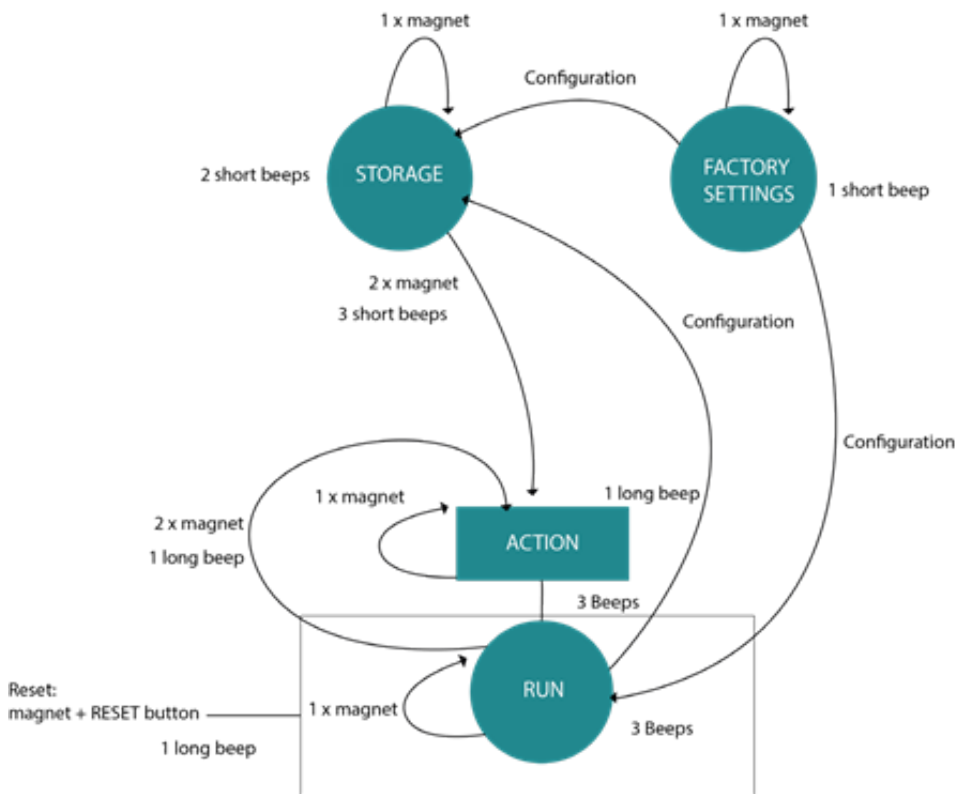 1 x magnet
1 x magnet
Configuration
STORAGE
FACTORY
SETTINGS
2 short beeps
1 short beep
2 x magnet
3 short beeps
Configuration
Configuration
1 x magnet
1 long beep
2 x magnet
1 long beep
ACTION
3 Beeps
Reset:
magnet + RESET button
1 long beep
1 x magnet
RUN
3 Beeps